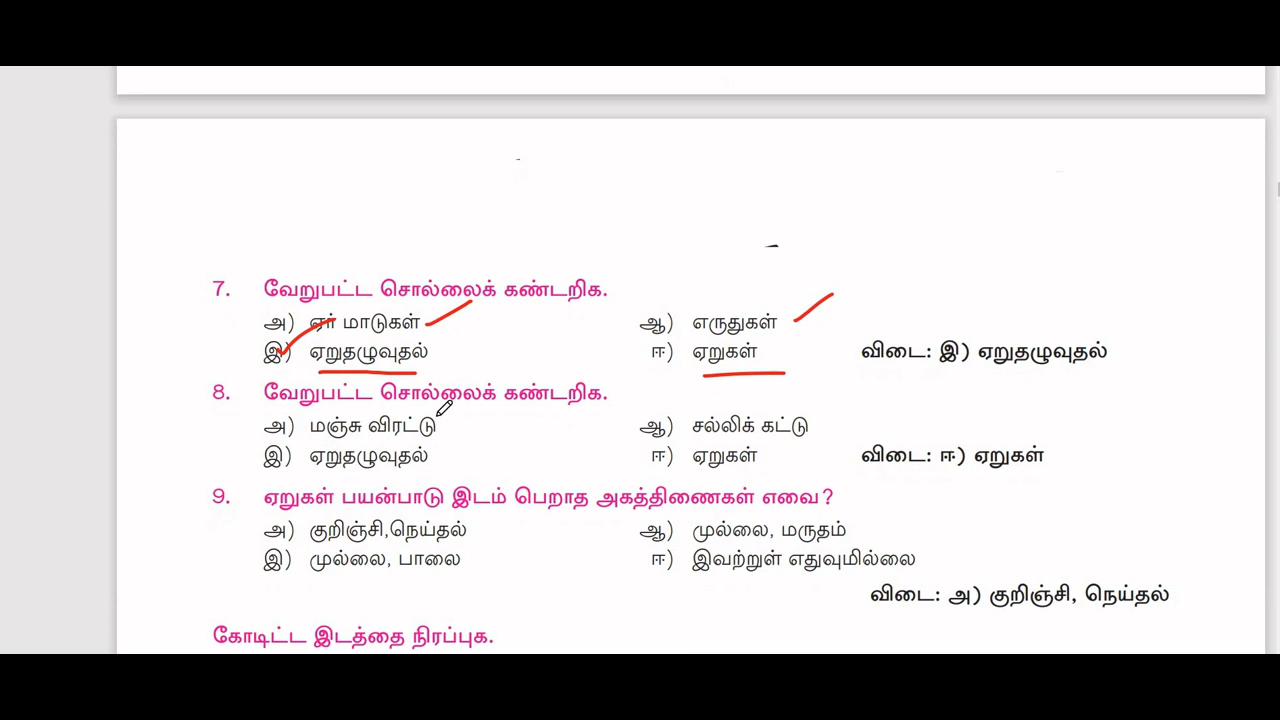 7. வேறுபட்ட சொல்லைக் கண்டறிக.
அ) ஏர் மாடுகள் ஆ) எருதுகள்
இ) ஏறுதழுவுதல் ஈ) ஏறுகள் விடை: இ) ஏறுதழுவுதல்
8. வேறுபட்ட சொல்லைக் கண்டறிக.
அ) மஞ்சு விரட்டு ஆ) சல்லிக் கட்டு
இ) ஏறுதழுவுதல் ஈ) ஏறுகள் விடை: ஈ) ஏறுகள்
9. ஏறுகள் பயன்பாடு இடம் பெறாத அகத்திணைகள் எவை?
அ) குறிஞ்சி,நெய்தல் ஆ) முல்லை, மருதம்
இ) முல்லை, பாலை ஈ) இவற்றுள் எதுவுமில்லை
விடை: அ) குறிஞ்சி, நெய்தல்
கோடிட்ட இடத்தை நிரப்புக.